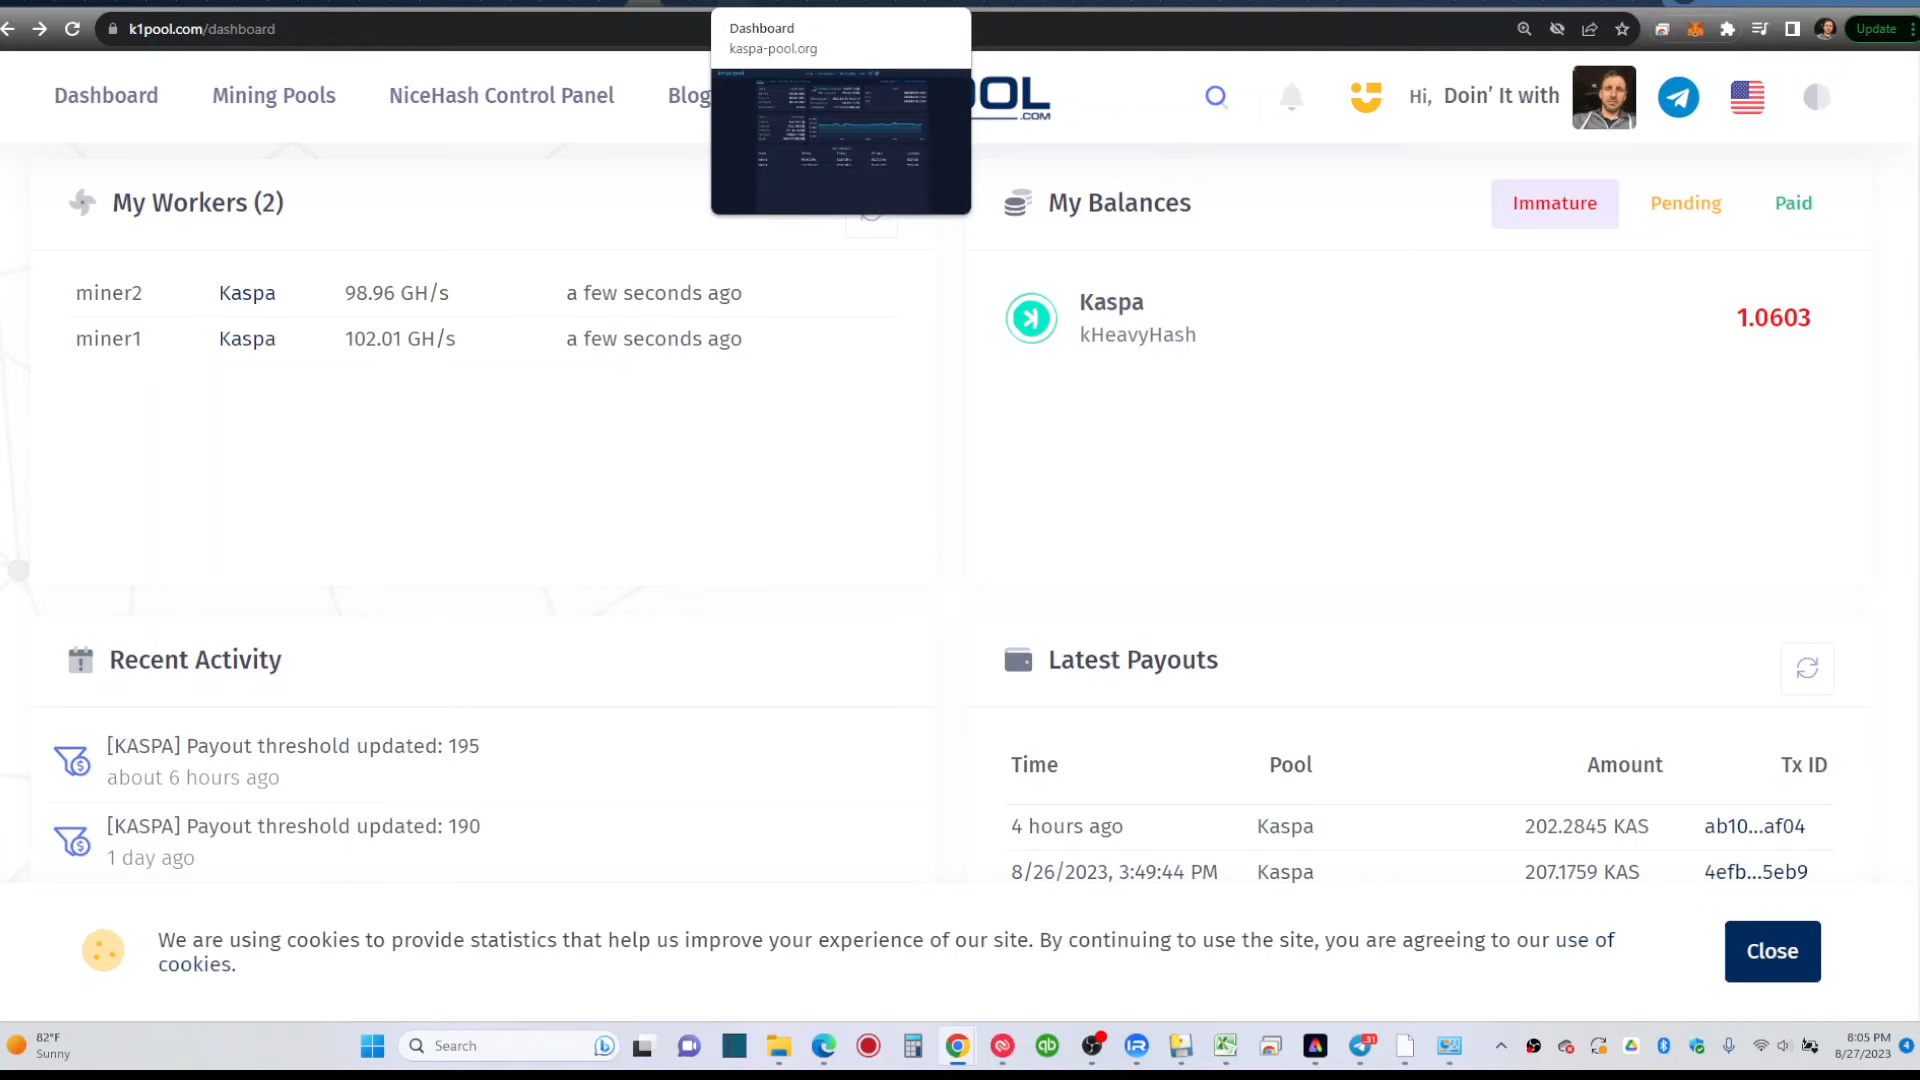 k1pool.com/dashboard
Update
Dashboard
kaspa-pool.org
Dashboard
Mining Pools
NiceHash Control Panel
Blog
OOL
.COM
Hi, Doin’ It with
My Workers (2)
miner2 Kaspa 98.96 GH/s a few seconds ago
miner1 Kaspa 102.01 GH/s a few seconds ago
My Balances
Immature
Pending
Paid
Kaspa
kHeavyHash
1.0603
Recent Activity
[KASPA] Payout threshold updated: 195
about 6 hours ago
[KASPA] Payout threshold updated: 190
1 day ago
Latest Payouts
Time Pool Amount Tx ID
4 hours ago Kaspa 202.2845 KAS ab10...af04
8/26/2023, 3:49:44 PM Kaspa 207.1759 KAS 4efb...5eb9
We are using cookies to provide statistics that help us improve your experience of our site. By continuing to use the site, you are agreeing to our use of
cookies.
Close
82°F
Sunny
Search
qb
iR
31
8:05 PM
8/27/2023
4